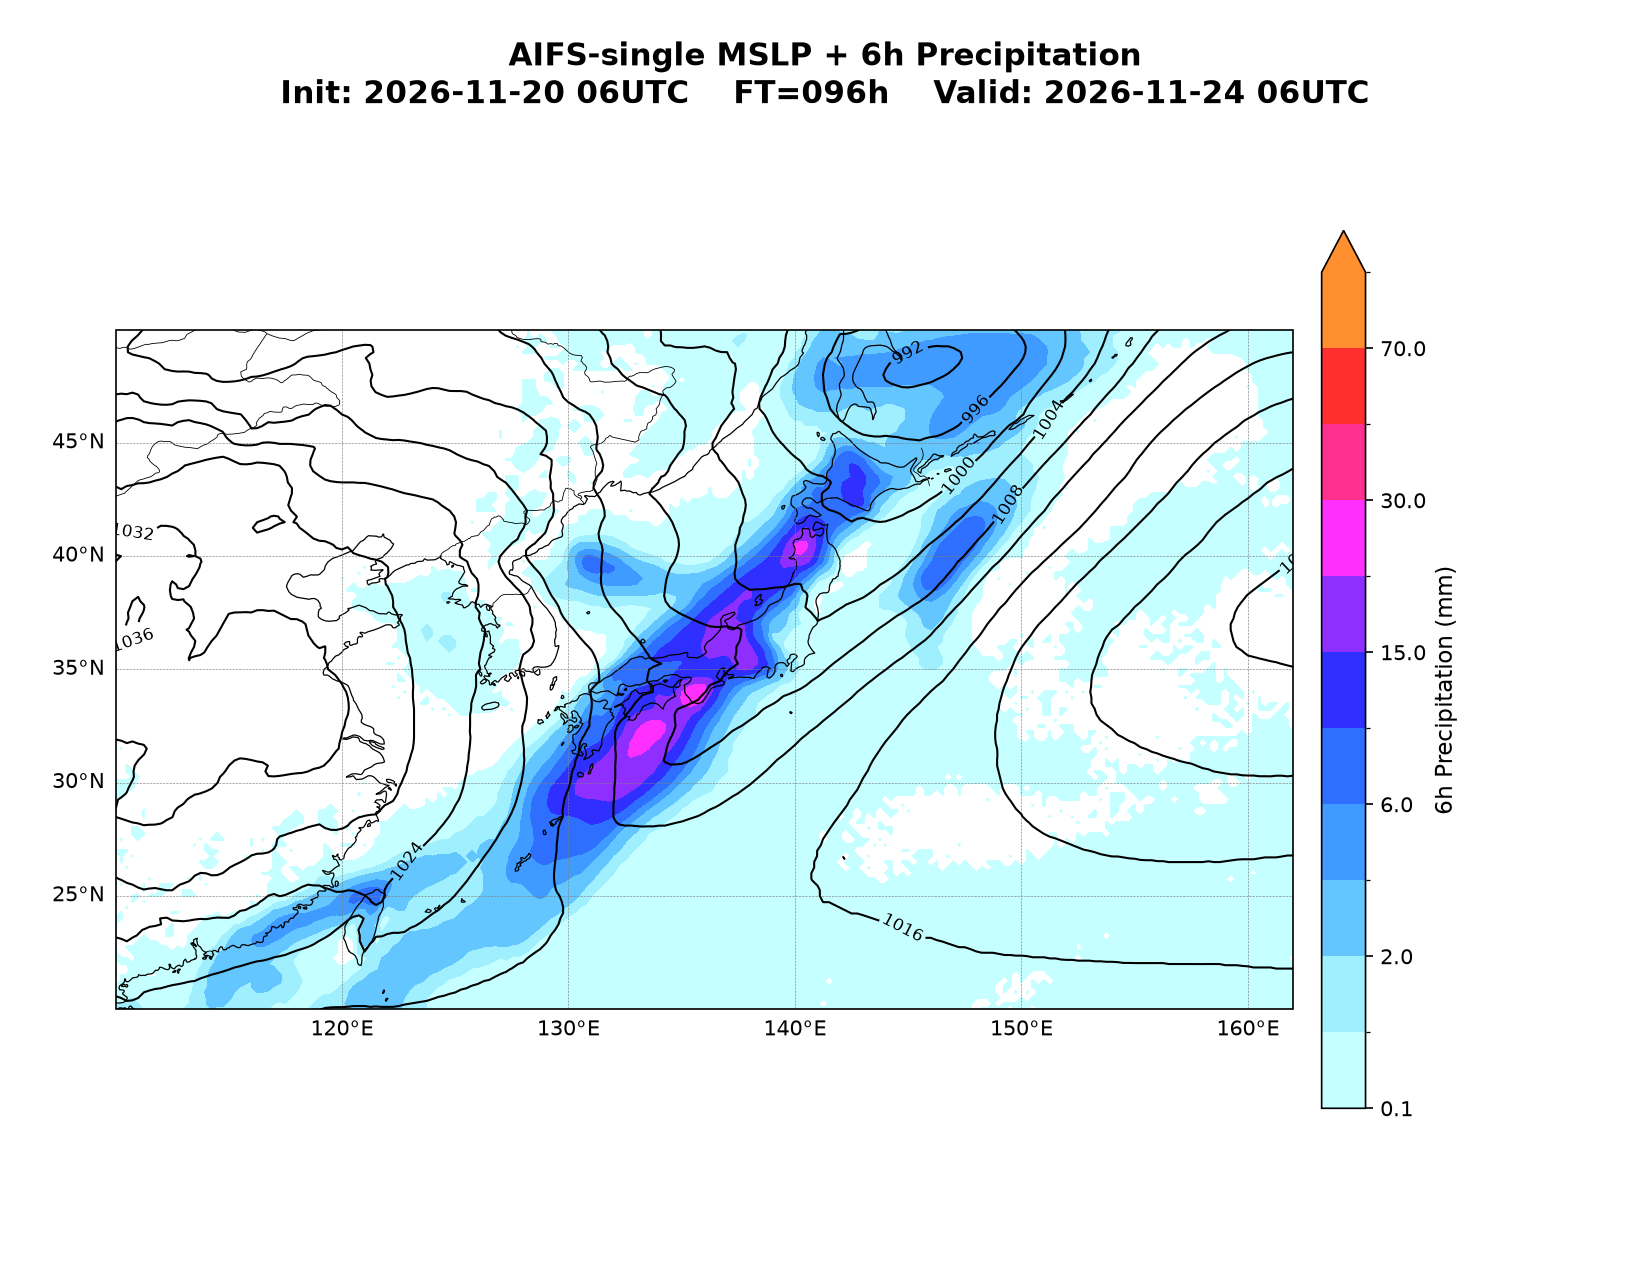 AIFS-single MSLP + 6h Precipitation
Init: 2026-11-20 06UTC    FT=096h    Valid: 2026-11-24 06UTC
992
996
1004
1000
1008
1032
1036
1024
1016
45°N
40°N
35°N
30°N
25°N
120°E
130°E
140°E
150°E
160°E
70.0
30.0
15.0
6.0
2.0
0.1
6h Precipitation (mm)